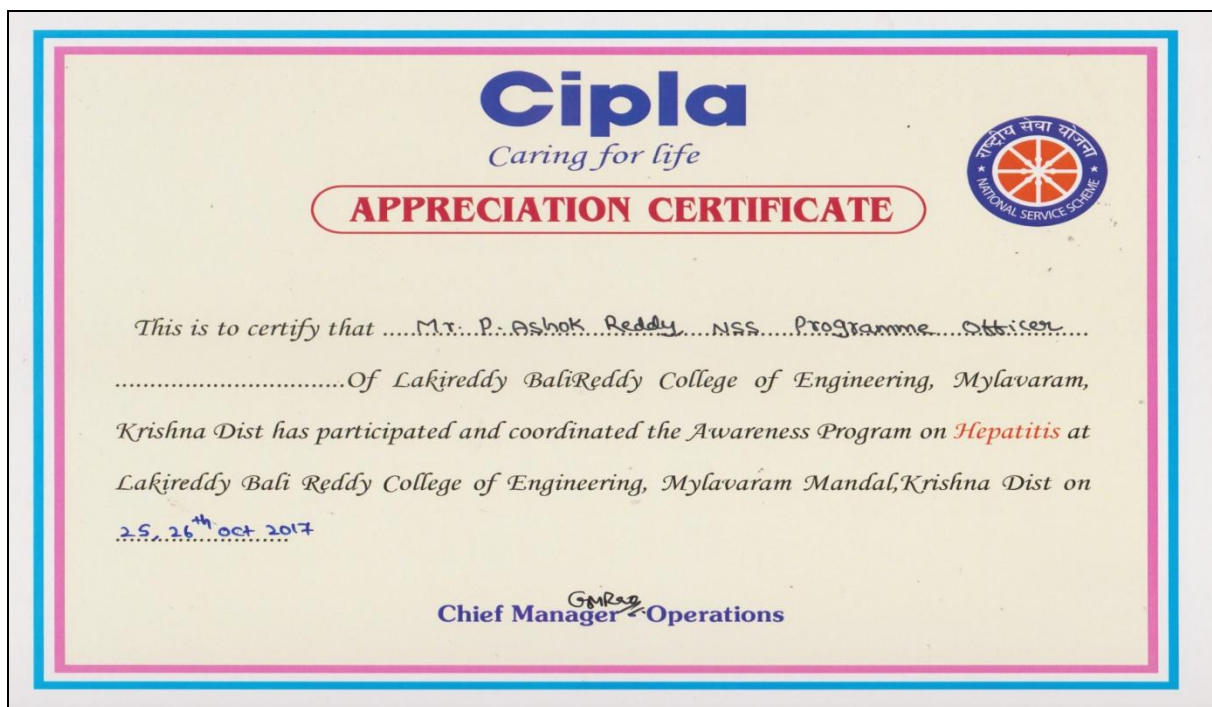 Cipla
Caring for life
राष्ट्रीय सेवा योजना
NATIONAL SERVICE SCHEME
APPRECIATION CERTIFICATE
This is to certify that ....Mr. P. Ashok Reddy NSS Programme Officer....
.................................Of Lakireddy BaliReddy College of Engineering, Mylavaram,
Krishna Dist has participated and coordinated the Awareness Program on Hepatitis at
Lakireddy Bali Reddy College of Engineering, Mylavaram Mandal,Krishna Dist on
25, 26th oct 2017
GMRao
Chief Manager - Operations